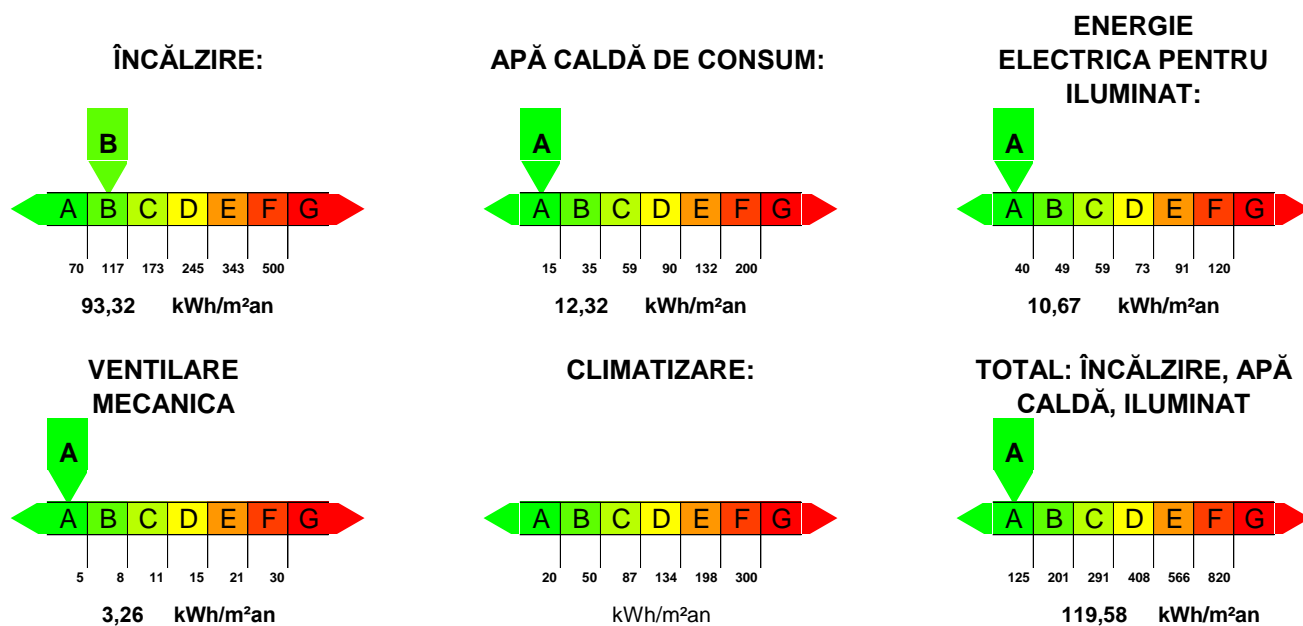 ÎNCĂLZIRE:
B
A B C D E F G
70 117 173 245 343 500
93,32 kWh/m²an
APĂ CALDĂ DE CONSUM:
A
A B C D E F G
15 35 59 90 132 200
12,32 kWh/m²an
ENERGIE
ELECTRICA PENTRU
ILUMINAT:
A
A B C D E F G
40 49 59 73 91 120
10,67 kWh/m²an
VENTILARE
MECANICA
A
A B C D E F G
5 8 11 15 21 30
3,26 kWh/m²an
CLIMATIZARE:
A B C D E F G
20 50 87 134 198 300
kWh/m²an
TOTAL: ÎNCĂLZIRE, APĂ
CALDĂ, ILUMINAT
A
A B C D E F G
125 201 291 408 566 820
119,58 kWh/m²an